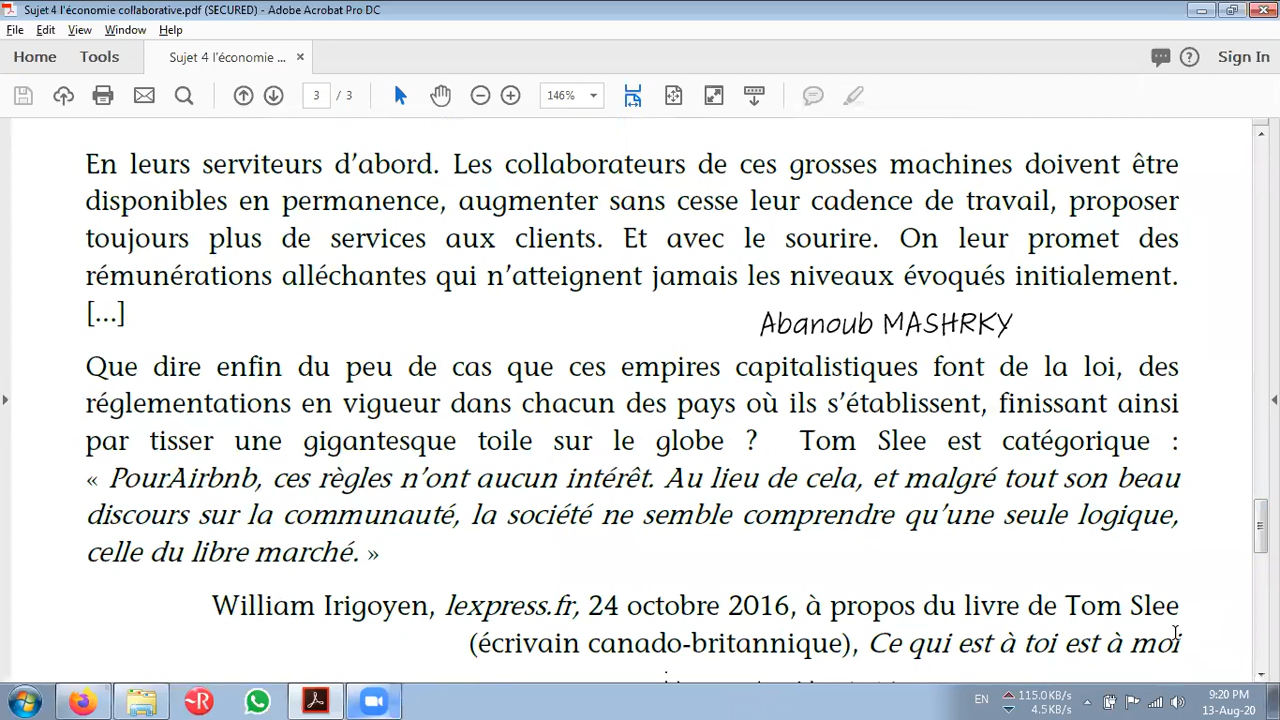 Sujet 4 l'économie collaborative.pdf (SECURED) - Adobe Acrobat Pro DC
File Edit View Window Help
Home Tools Sujet 4 l'économie ... × Sign In
3 / 3 146%
En leurs serviteurs d’abord. Les collaborateurs de ces grosses machines doivent être
disponibles en permanence, augmenter sans cesse leur cadence de travail, proposer
toujours plus de services aux clients. Et avec le sourire. On leur promet des
rémunérations alléchantes qui n’atteignent jamais les niveaux évoqués initialement.
[...]
Abanoub MASHRKY
Que dire enfin du peu de cas que ces empires capitalistiques font de la loi, des
réglementations en vigueur dans chacun des pays où ils s’établissent, finissant ainsi
par tisser une gigantesque toile sur le globe ? Tom Slee est catégorique :
« PourAirbnb, ces règles n’ont aucun intérêt. Au lieu de cela, et malgré tout son beau
discours sur la communauté, la société ne semble comprendre qu’une seule logique,
celle du libre marché. »
William Irigoyen, lexpress.fr, 24 octobre 2016, à propos du livre de Tom Slee
(écrivain canado-britannique), Ce qui est à toi est à moi
EN 115.0KB/s 9:20 PM
4.5KB/s 13-Aug-20